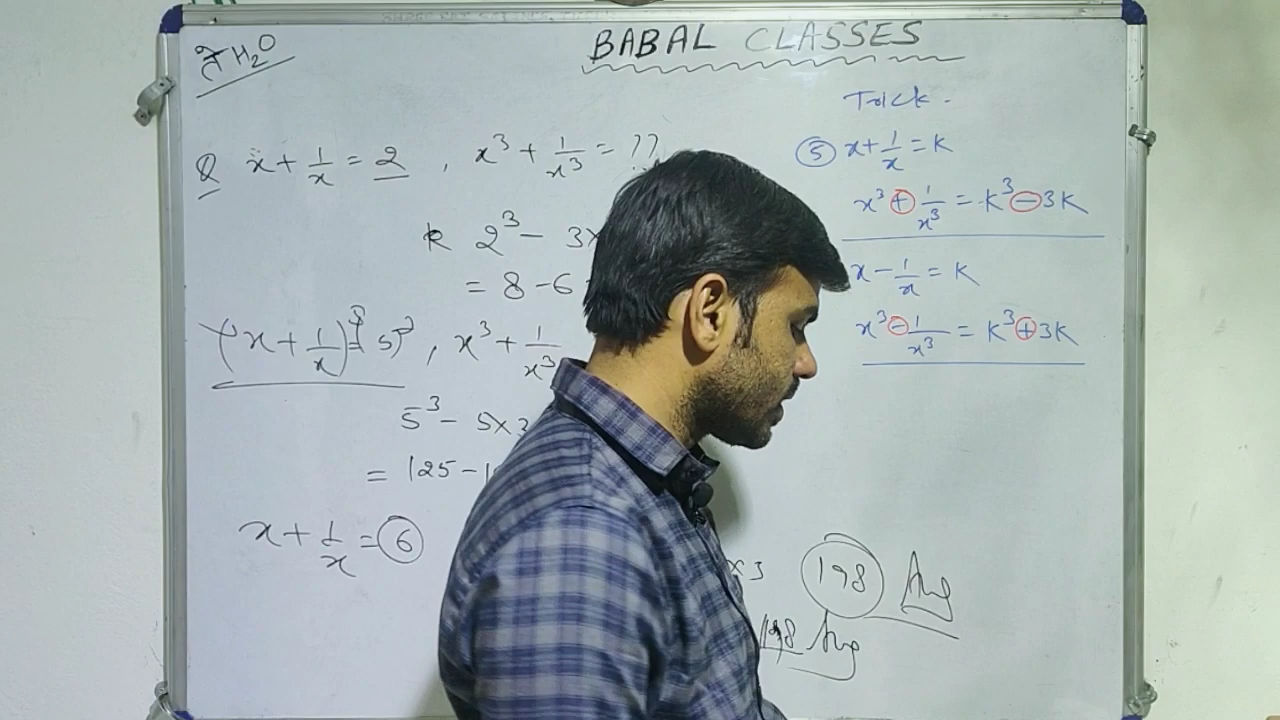 BABAL CLASSES
H₂O
Trick.
Q x + 1/x = 2 , x³ + 1/x³ = ??
K 2³ - 3×
= 8 - 6
(x + 1/x)³ = 5)³ , x³ + 1/x³
5³ - 5×3
= 125 - 1
x + 1/x = 6
×3 198 Ans
198 Ans
③ x + 1/x = K
x³ + 1/x³ = K³ - 3K
x - 1/x = K
x³ - 1/x³ = K³ + 3K